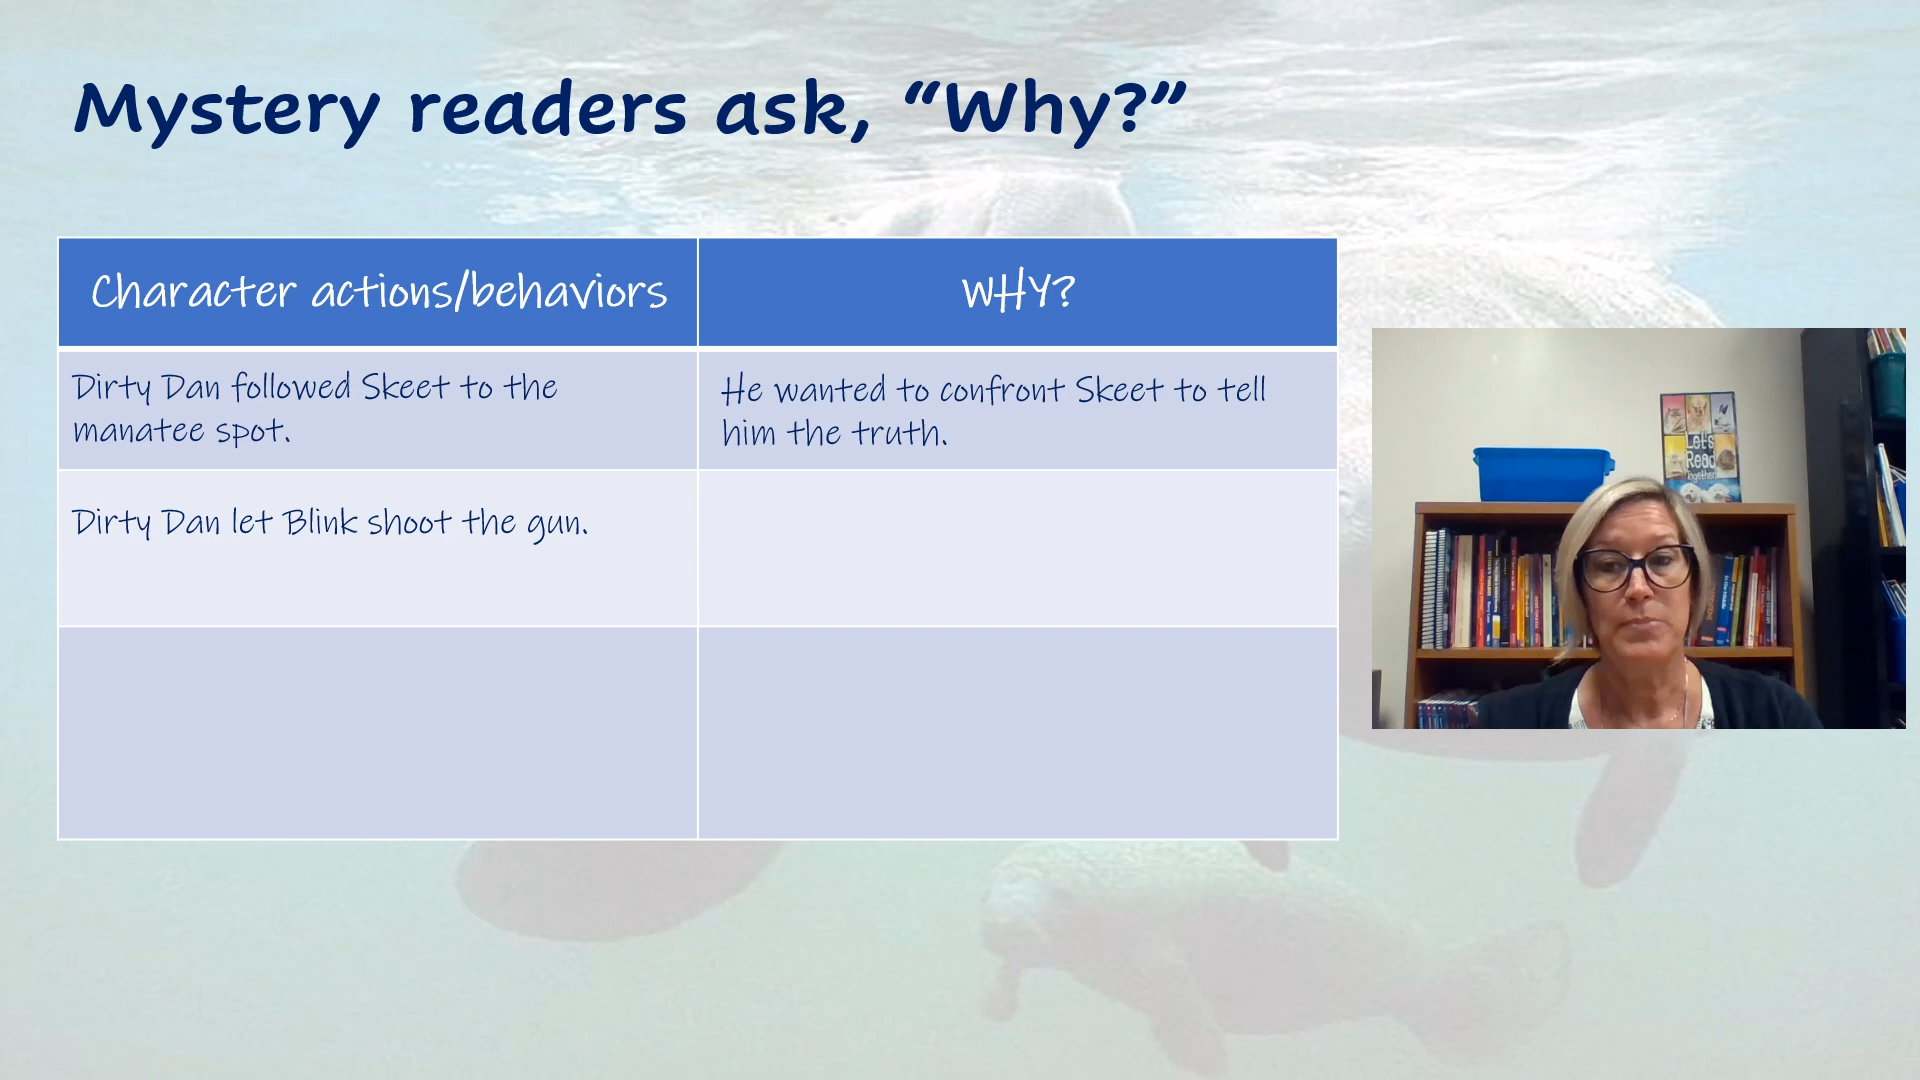 Mystery readers ask, “Why?”
Character actions/behaviors
WHY?
Dirty Dan followed Skeet to the
manatee spot.
He wanted to confront Skeet to tell
him the truth.
Dirty Dan let Blink shoot the gun.
Let's
Read
Together!